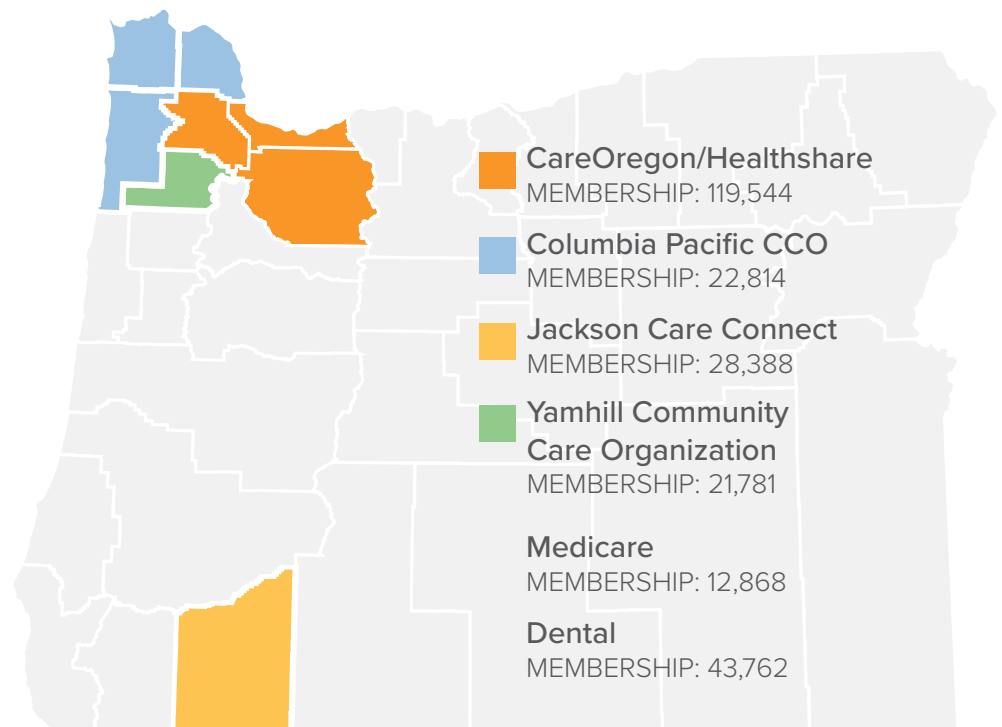 CareOregon/Healthshare
MEMBERSHIP: 119,544
Columbia Pacific CCO
MEMBERSHIP: 22,814
Jackson Care Connect
MEMBERSHIP: 28,388
Yamhill Community
Care Organization
MEMBERSHIP: 21,781
Medicare
MEMBERSHIP: 12,868
Dental
MEMBERSHIP: 43,762